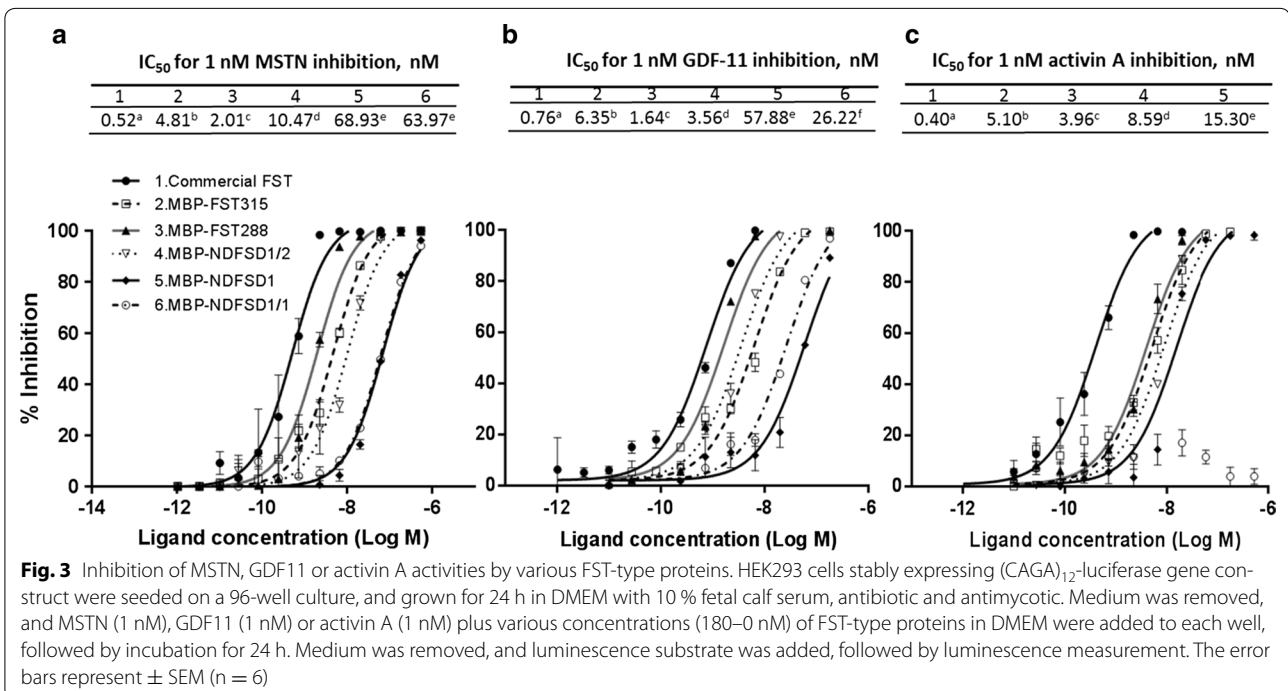 a
IC50 for 1 nM MSTN inhibition, nM
1 2 3 4 5 6
0.52a 4.81b 2.01c 10.47d 68.93e 63.97e
b
IC50 for 1 nM GDF-11 inhibition, nM
1 2 3 4 5 6
0.76a 6.35b 1.64c 3.56d 57.88e 26.22f
c
IC50 for 1 nM activin A inhibition, nM
1 2 3 4 5
0.40a 5.10b 3.96c 8.59d 15.30e
1.Commercial FST
2.MBP-FST315
3.MBP-FST288
4.MBP-NDFSD1/2
5.MBP-NDFSD1
6.MBP-NDFSD1/1
% Inhibition
100
80
60
40
20
0
-14 -12 -10 -8 -6
Ligand concentration (Log M)
100
80
60
40
20
0
-12 -10 -8 -6
Ligand concentration (Log M)
100
80
60
40
20
0
-12 -10 -8 -6
Ligand concentration (Log M)
Fig. 3 Inhibition of MSTN, GDF11 or activin A activities by various FST-type proteins. HEK293 cells stably expressing (CAGA)12-luciferase gene con-
struct were seeded on a 96-well culture, and grown for 24 h in DMEM with 10 % fetal calf serum, antibiotic and antimycotic. Medium was removed,
and MSTN (1 nM), GDF11 (1 nM) or activin A (1 nM) plus various concentrations (180–0 nM) of FST-type proteins in DMEM were added to each well,
followed by incubation for 24 h. Medium was removed, and luminescence substrate was added, followed by luminescence measurement. The error
bars represent ± SEM (n = 6)